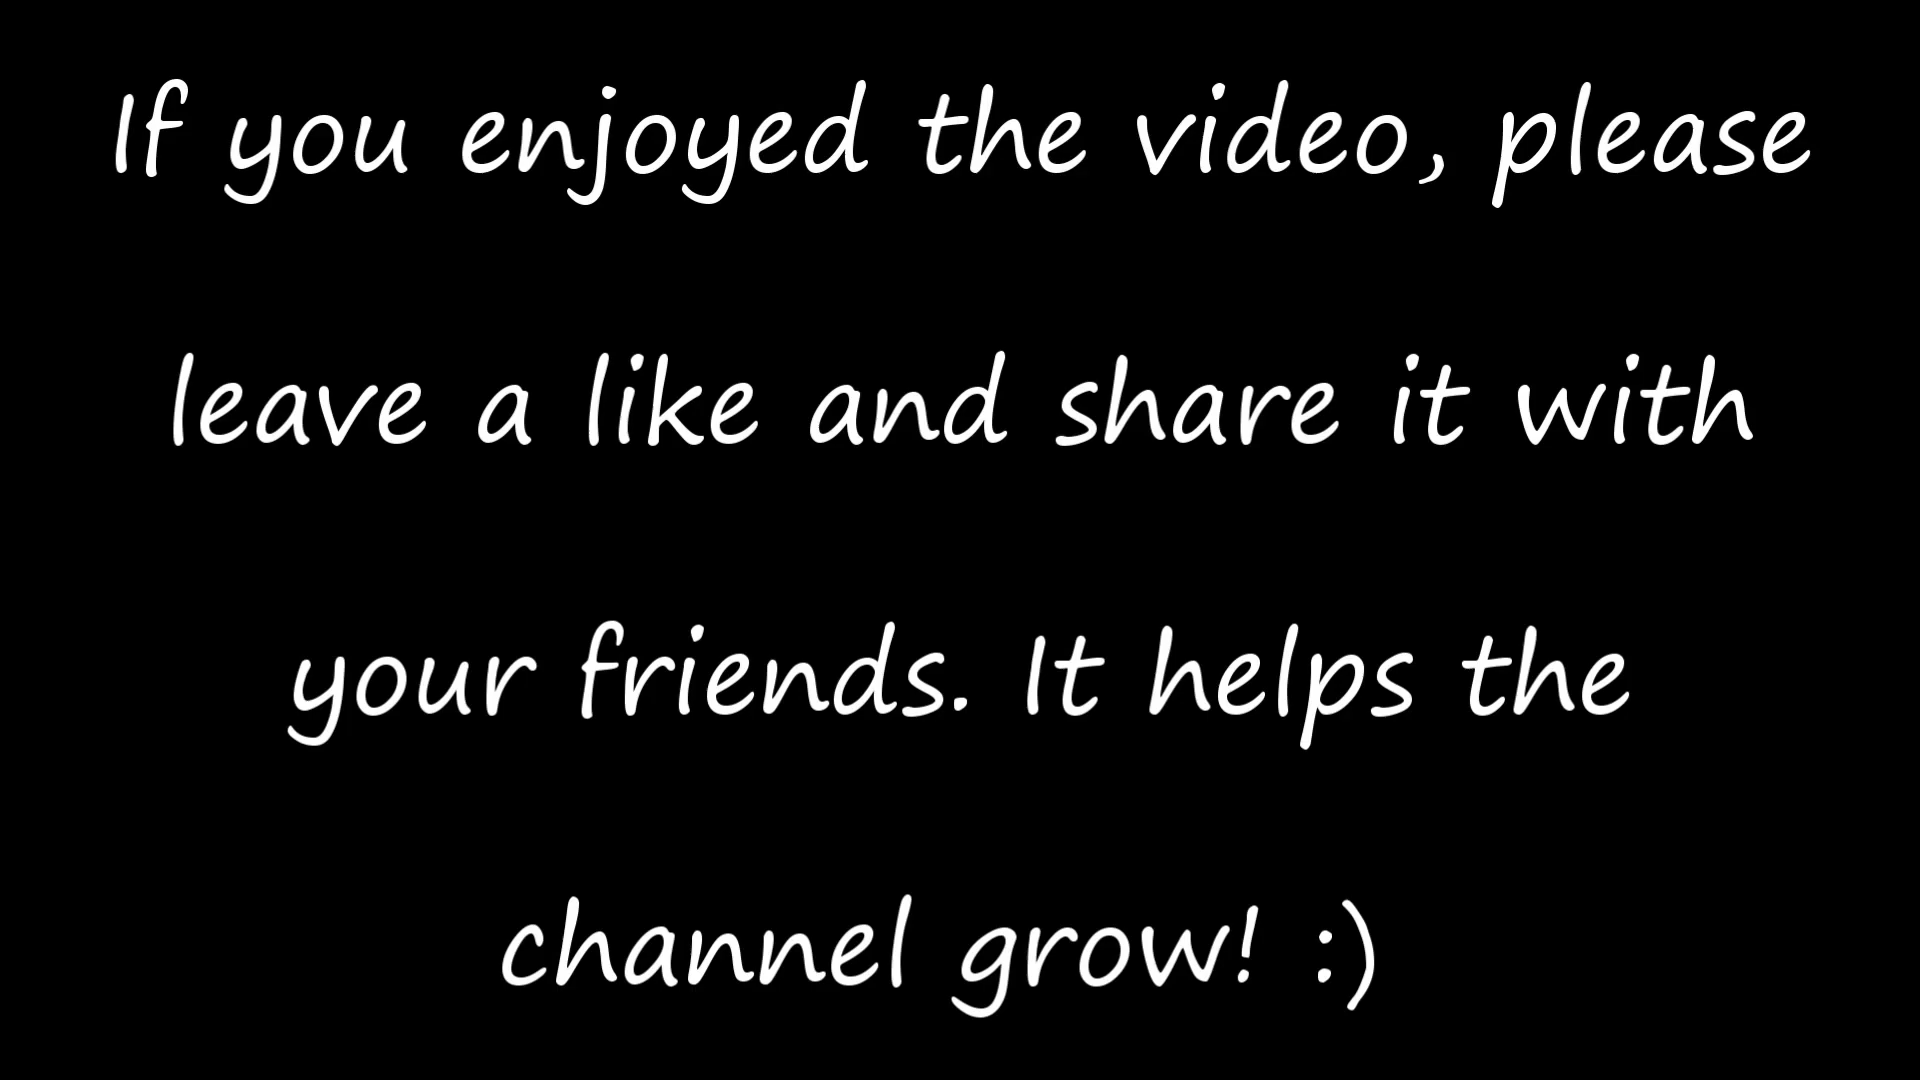 If you enjoyed the video, please
leave a like and share it with
your friends. It helps the
channel grow! :)